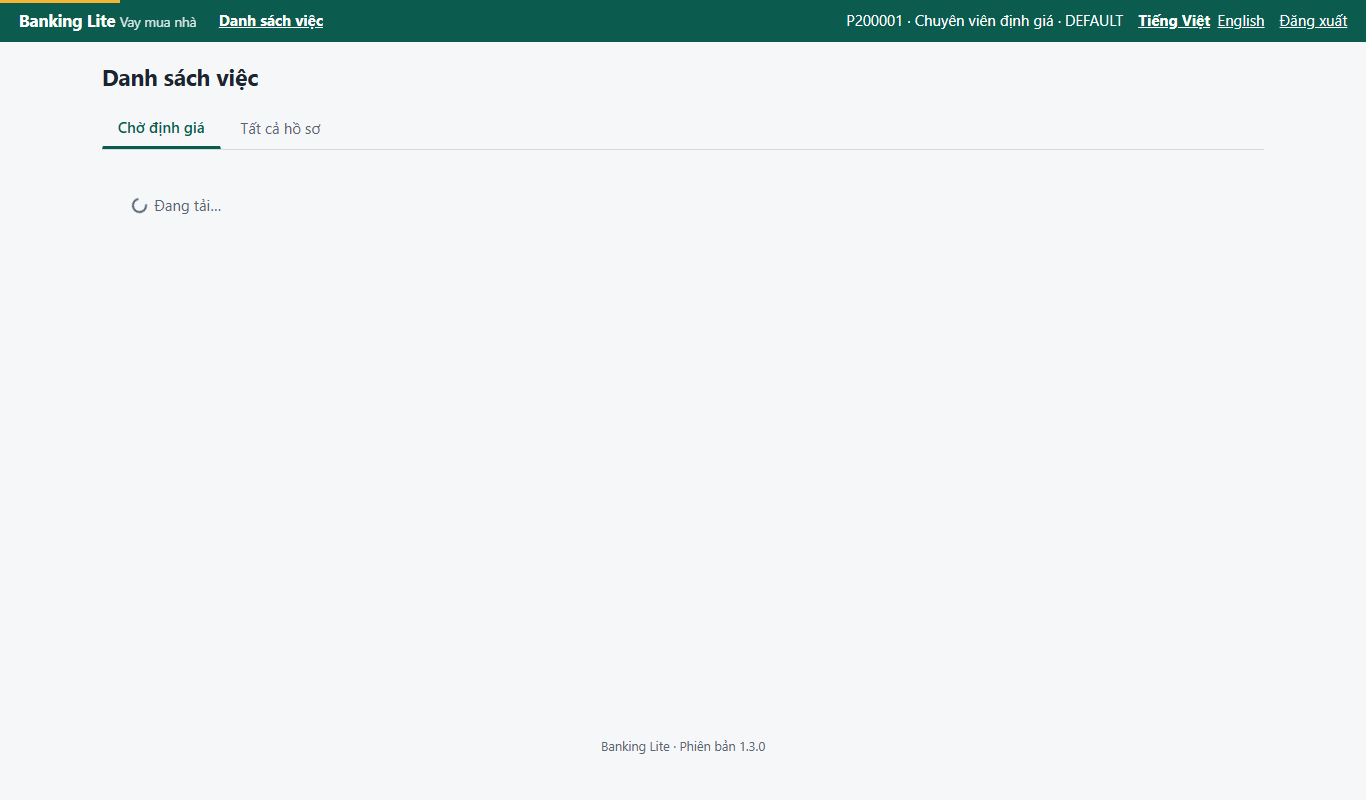 Banking Lite Vay mua nhà Danh sách việc P200001 · Chuyên viên định giá · DEFAULT Tiếng Việt English Đăng xuất
Danh sách việc
Chờ định giá Tất cả hồ sơ
Đang tải...
Banking Lite · Phiên bản 1.3.0